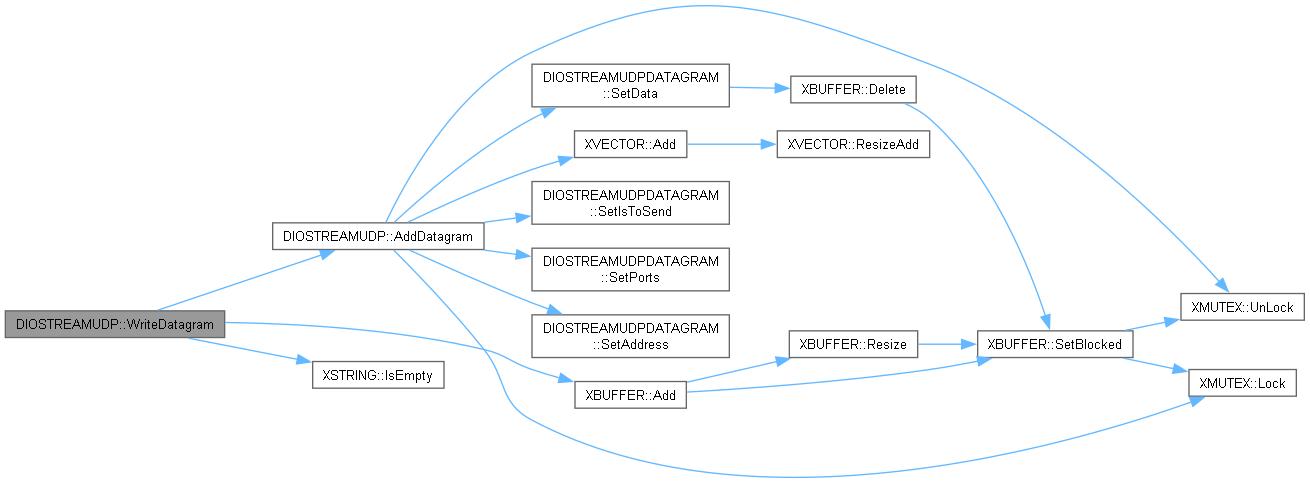 DIOSTREAMUDP::WriteDatagram
DIOSTREAMUDP::AddDatagram
XSTRING::IsEmpty
DIOSTREAMUDPDATAGRAM
::SetData
XVECTOR::Add
DIOSTREAMUDPDATAGRAM
::SetIsToSend
DIOSTREAMUDPDATAGRAM
::SetPorts
DIOSTREAMUDPDATAGRAM
::SetAddress
XBUFFER::Add
XBUFFER::Delete
XVECTOR::ResizeAdd
XBUFFER::Resize
XBUFFER::SetBlocked
XMUTEX::UnLock
XMUTEX::Lock